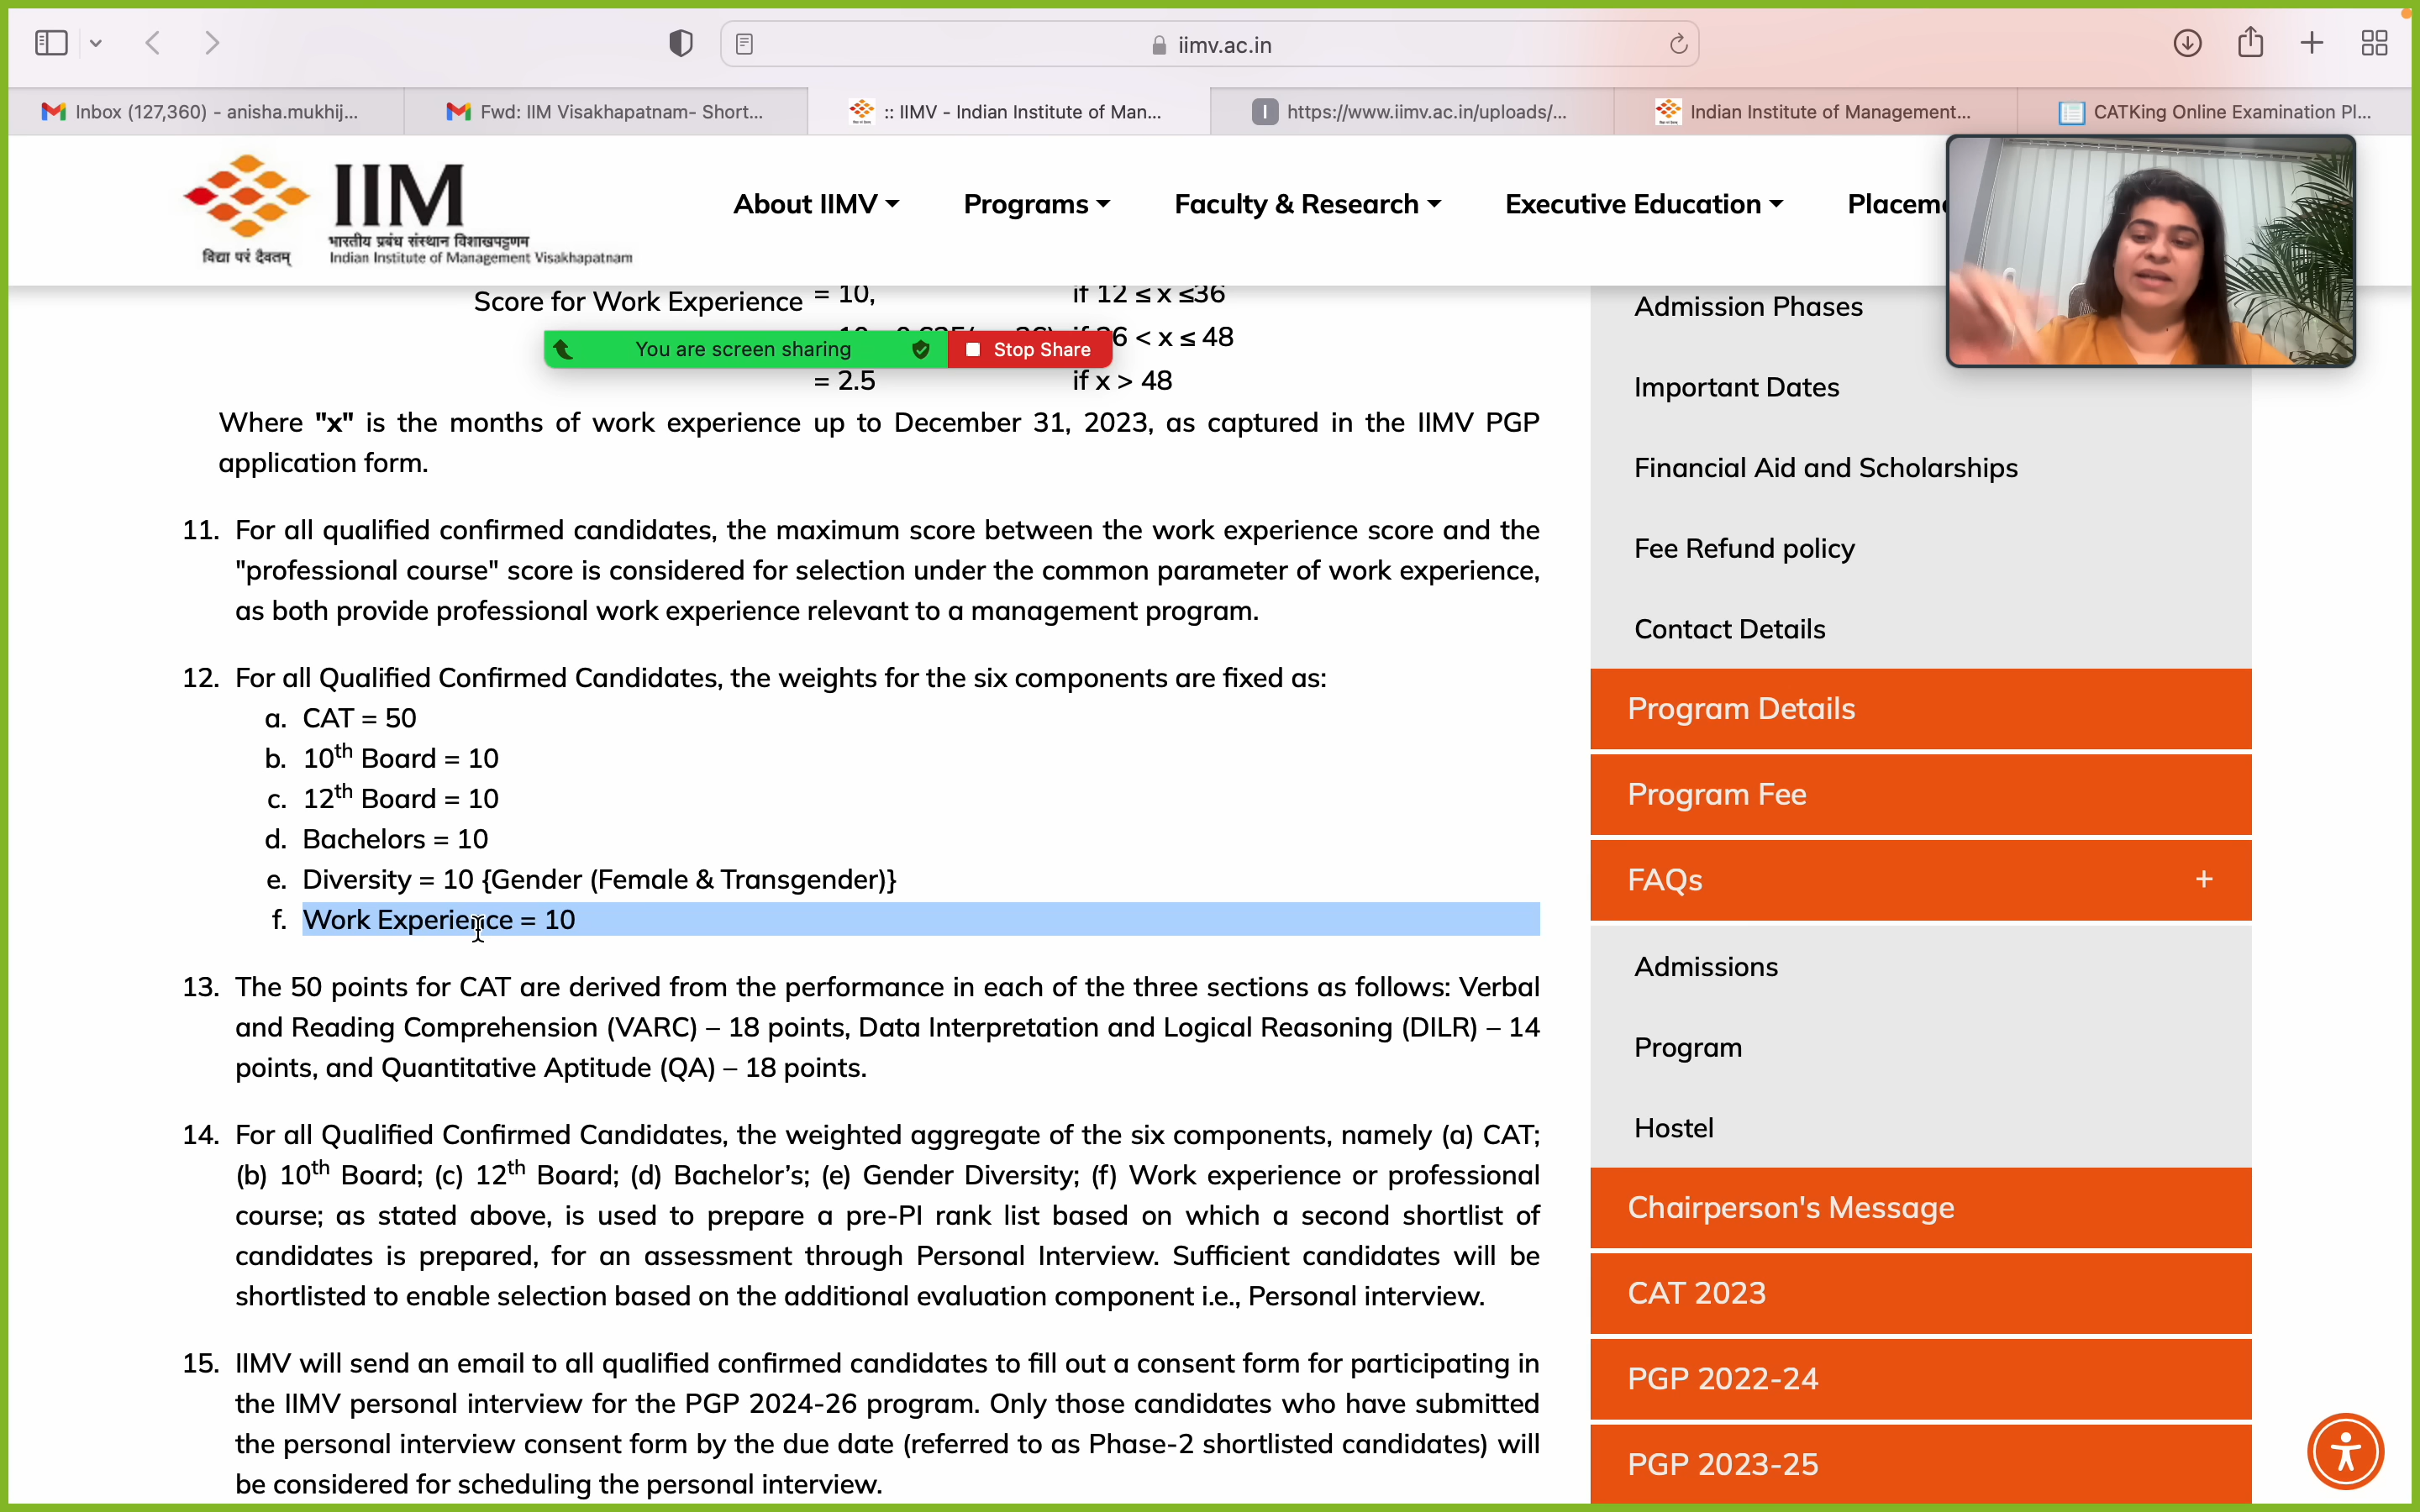 iimv.ac.in
Inbox (127,360) - anisha.mukhij...
Fwd: IIM Visakhapatnam- Short...
:: IIMV - Indian Institute of Man...
I
https://www.iimv.ac.in/uploads/...
Indian Institute of Management...
CATKing Online Examination Pl...
IIM
भारतीय प्रबंध संस्थान विशाखपट्टणम
विद्या परं दैवतम्
Indian Institute of Management Visakhapatnam
About IIMV
Programs
Faculty & Research
Executive Education
Placem
Score for Work Experience = 10, if 12 ≤ x ≤36
6 < x ≤ 48
You are screen sharing
Stop Share
= 2.5 if x > 48
Where "x" is the months of work experience up to December 31, 2023, as captured in the IIMV PGP
application form.
11. For all qualified confirmed candidates, the maximum score between the work experience score and the
"professional course" score is considered for selection under the common parameter of work experience,
as both provide professional work experience relevant to a management program.
12. For all Qualified Confirmed Candidates, the weights for the six components are fixed as:
a. CAT = 50
b. 10th Board = 10
c. 12th Board = 10
d. Bachelors = 10
e. Diversity = 10 {Gender (Female & Transgender)}
f. Work Experience = 10
13. The 50 points for CAT are derived from the performance in each of the three sections as follows: Verbal
and Reading Comprehension (VARC) – 18 points, Data Interpretation and Logical Reasoning (DILR) – 14
points, and Quantitative Aptitude (QA) – 18 points.
14. For all Qualified Confirmed Candidates, the weighted aggregate of the six components, namely (a) CAT;
(b) 10th Board; (c) 12th Board; (d) Bachelor’s; (e) Gender Diversity; (f) Work experience or professional
course; as stated above, is used to prepare a pre-PI rank list based on which a second shortlist of
candidates is prepared, for an assessment through Personal Interview. Sufficient candidates will be
shortlisted to enable selection based on the additional evaluation component i.e., Personal interview.
15. IIMV will send an email to all qualified confirmed candidates to fill out a consent form for participating in
the IIMV personal interview for the PGP 2024-26 program. Only those candidates who have submitted
the personal interview consent form by the due date (referred to as Phase-2 shortlisted candidates) will
be considered for scheduling the personal interview.
Admission Phases
Important Dates
Financial Aid and Scholarships
Fee Refund policy
Contact Details
Program Details
Program Fee
FAQs +
Admissions
Program
Hostel
Chairperson's Message
CAT 2023
PGP 2022-24
PGP 2023-25